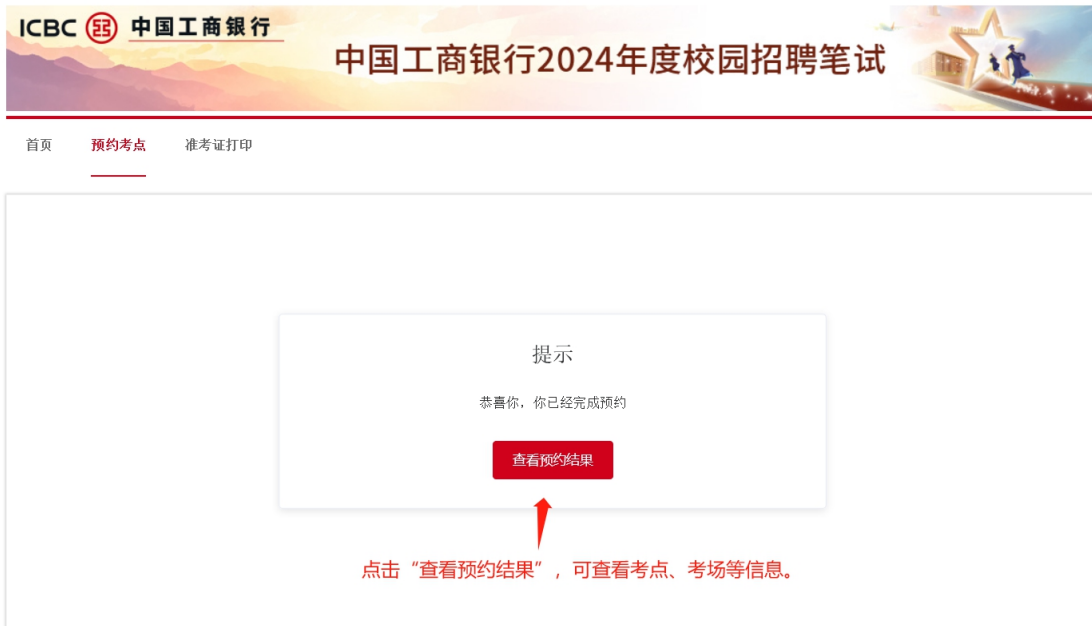 ICBC 中国工商银行
中国工商银行2024年度校园招聘笔试
首页 预约考点 准考证打印
提示
恭喜你，你已经完成预约
查看预约结果
点击“查看预约结果”，可查看考点、考场等信息。